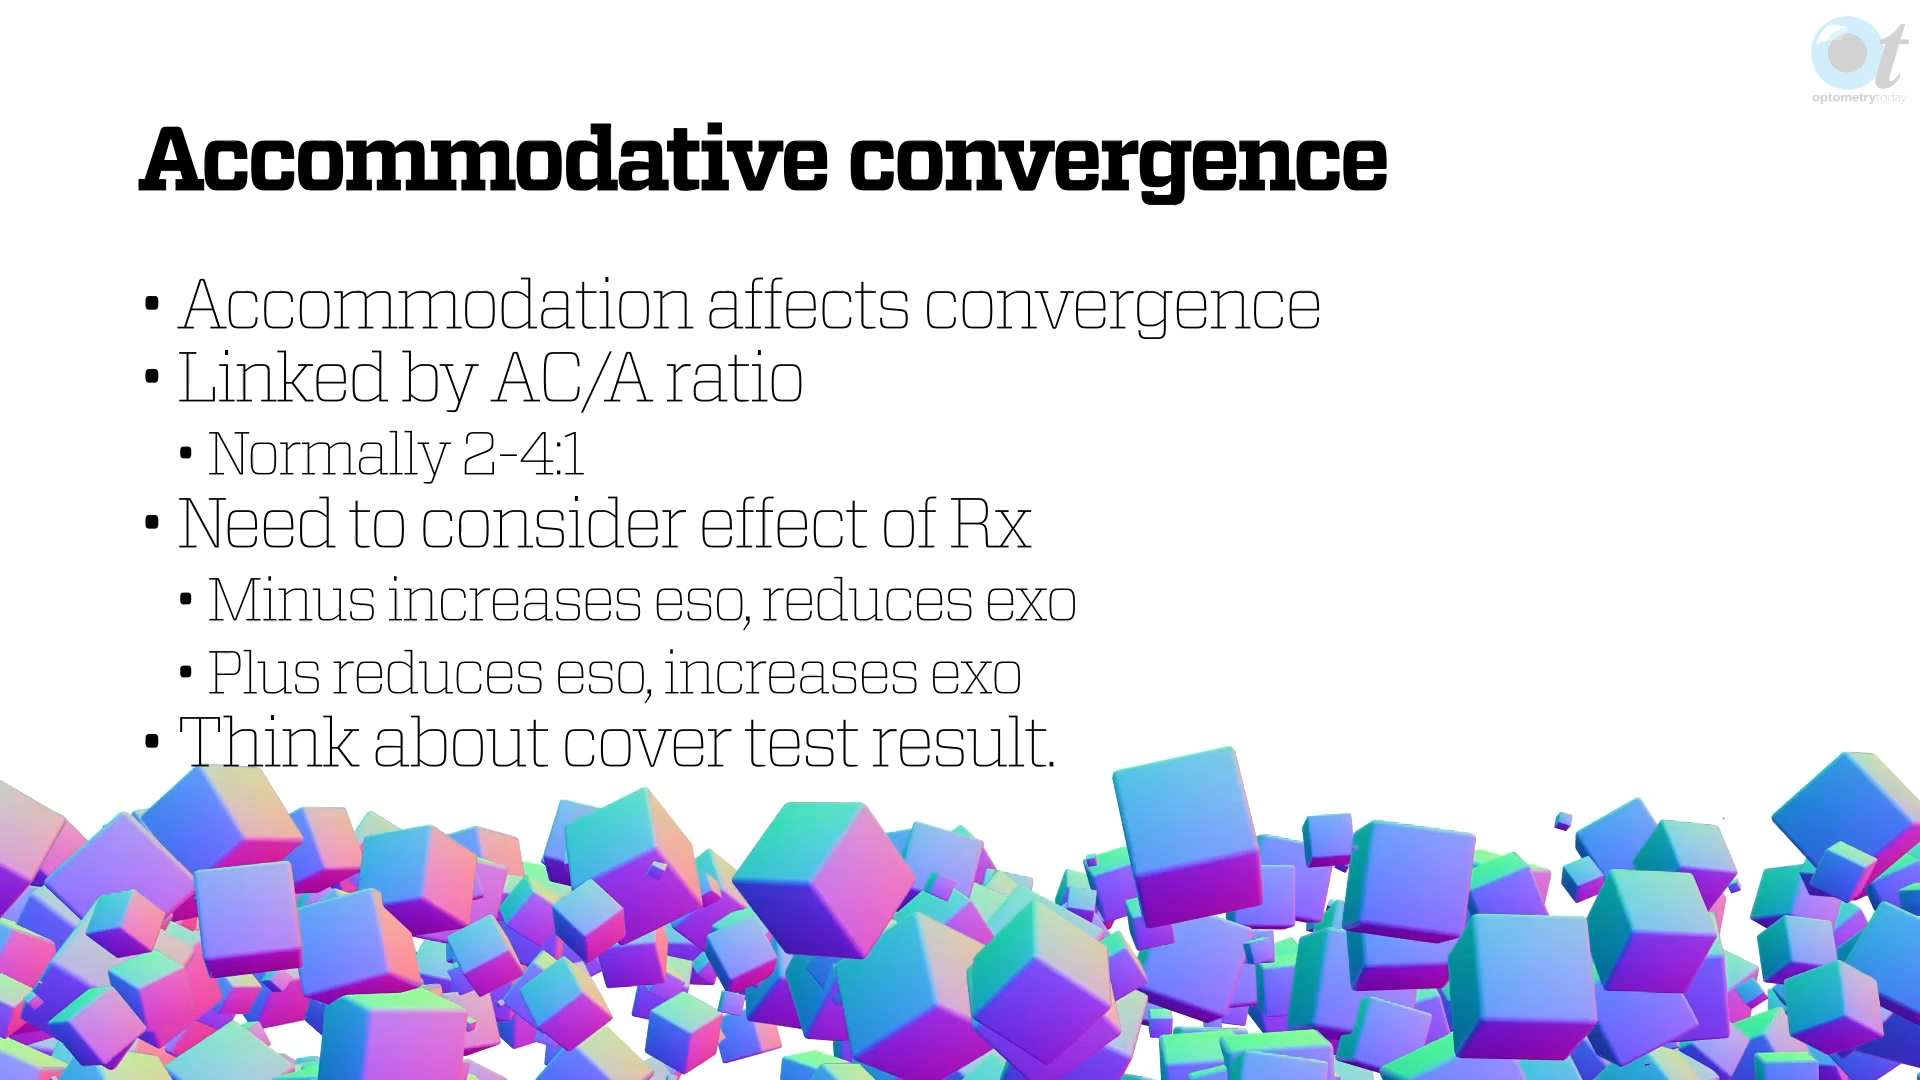 optometrytoday
Accommodative convergence
• Accommodation affects convergence
• Linked by AC/A ratio
• Normally 2-4:1
• Need to consider effect of Rx
• Minus increases eso, reduces exo
• Plus reduces eso, increases exo
• Think about cover test result.